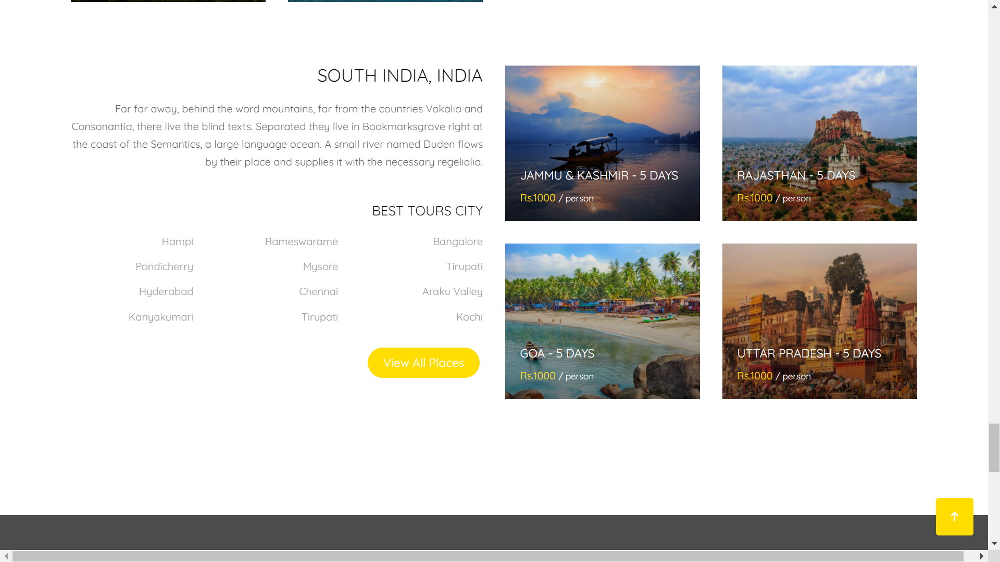 SOUTH INDIA, INDIA
Far far away, behind the word mountains, far from the countries Vokalia and
Consonantia, there live the blind texts. Separated they live in Bookmarksgrove right at
the coast of the Semantics, a large language ocean. A small river named Duden flows
by their place and supplies it with the necessary regelialia.
BEST TOURS CITY
Hampi
Pondicherry
Hyderabad
Kanyakumari
Rameswarame
Mysore
Chennai
Tirupati
Bangalore
Tirupati
Araku Valley
Kochi
View All Places
JAMMU & KASHMIR - 5 DAYS
Rs.1000 / person
RAJASTHAN - 5 DAYS
Rs.1000 / person
GOA - 5 DAYS
Rs.1000 / person
UTTAR PRADESH - 5 DAYS
Rs.1000 / person